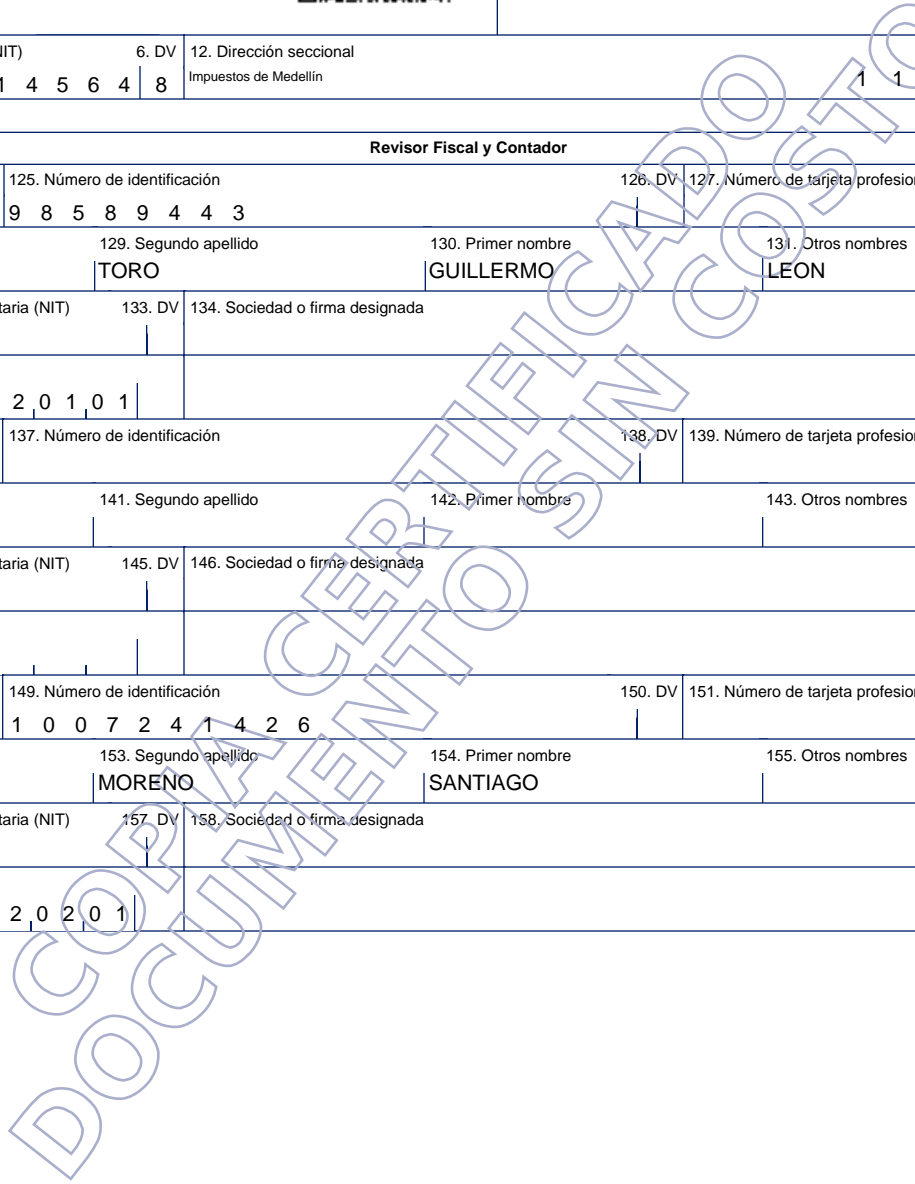 IIT) 6. DV 12. Dirección seccional
1 4 5 6 4 8 Impuestos de Medellín 1 1
Revisor Fiscal y Contador
125. Número de identificación 126. DV 127. Número de tarjeta profesion
9 8 5 8 9 4 4 3
129. Segundo apellido 130. Primer nombre 131. Otros nombres
TORO GUILLERMO LEON
taria (NIT) 133. DV 134. Sociedad o firma designada
2 0 1 0 1
137. Número de identificación 138. DV 139. Número de tarjeta profesion
141. Segundo apellido 142. Primer nombre 143. Otros nombres
taria (NIT) 145. DV 146. Sociedad o firma designada
149. Número de identificación 150. DV 151. Número de tarjeta profesion
1 0 0 7 2 4 1 4 2 6
153. Segundo apellido 154. Primer nombre 155. Otros nombres
MORENO SANTIAGO
taria (NIT) 157. DV 158. Sociedad o firma designada
2 0 2 0 1
COPIA CERTIFICADO
DOCUMENTO SIN COSTO